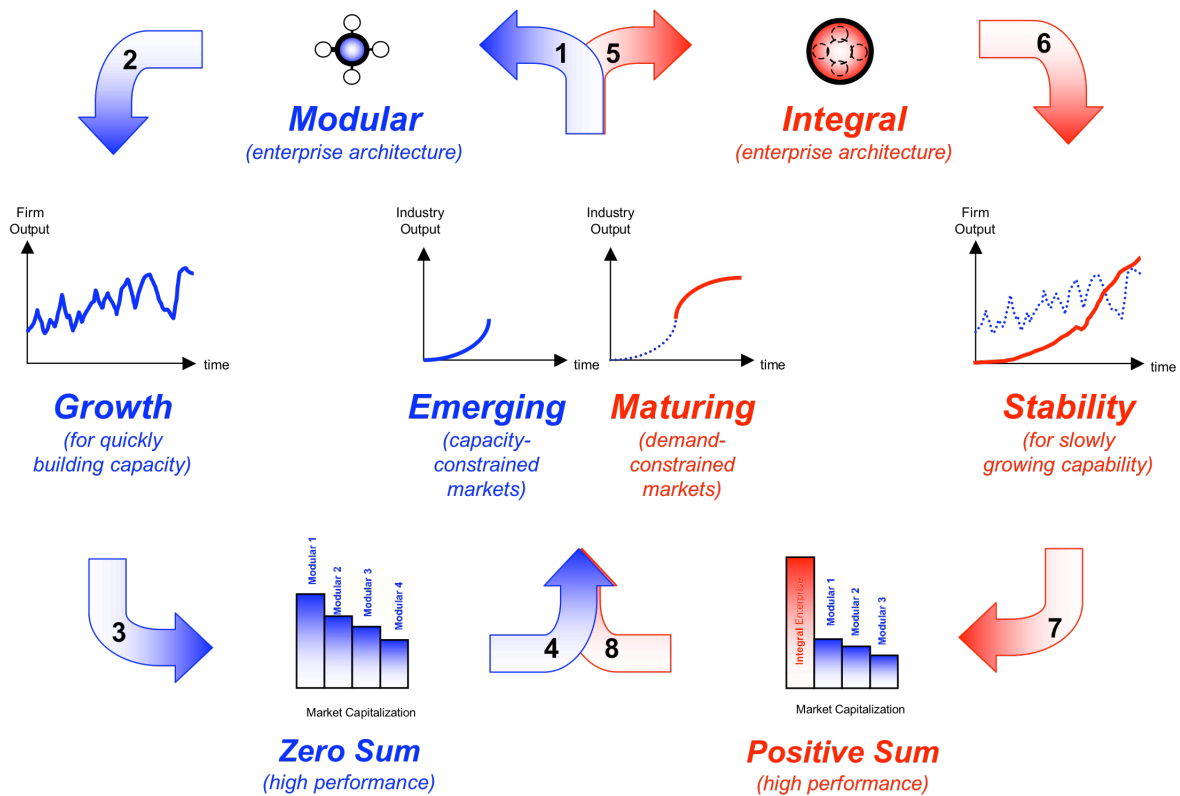 2
1
5
6
Modular
(enterprise architecture)
Integral
(enterprise architecture)
Firm
Output
time
Growth
(for quickly
building capacity)
Industry
Output
time
Emerging
(capacity-
constrained
markets)
Industry
Output
time
Maturing
(demand-
constrained
markets)
Firm
Output
time
Stability
(for slowly
growing capability)
3
Modular 1
Modular 2
Modular 3
Modular 4
Market Capitalization
Zero Sum
(high performance)
4
8
Integral Enterprise
Modular 1
Modular 2
Modular 3
Market Capitalization
Positive Sum
(high performance)
7